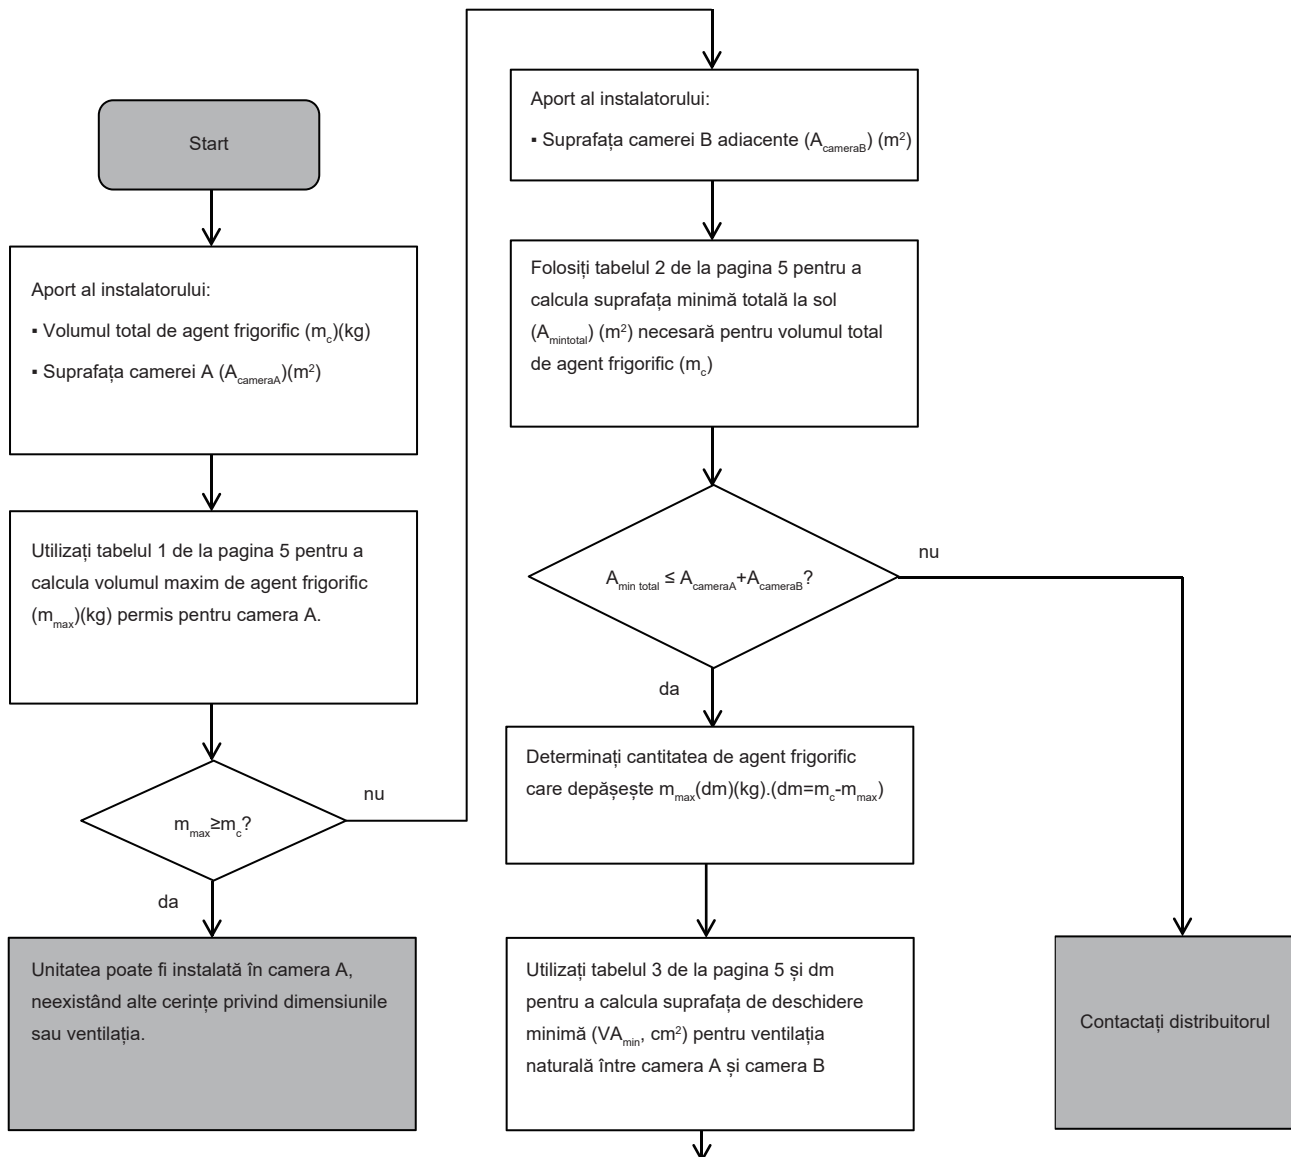 Start
Aport al instalatorului:
▪ Volumul total de agent frigorific (mc)(kg)
▪ Suprafața camerei A (AcameraA)(m²)
Utilizați tabelul 1 de la pagina 5 pentru a
calcula volumul maxim de agent frigorific
(mmax)(kg) permis pentru camera A.
mmax≥mc?
nu
da
Unitatea poate fi instalată în camera A,
neexistând alte cerințe privind dimensiunile
sau ventilația.
Aport al instalatorului:
▪ Suprafața camerei B adiacente (AcameraB) (m²)
Folosiți tabelul 2 de la pagina 5 pentru a
calcula suprafața minimă totală la sol
(Amintotal) (m²) necesară pentru volumul total
de agent frigorific (mc)
Amin total ≤ AcameraA+AcameraB?
nu
da
Determinați cantitatea de agent frigorific
care depășește mmax(dm)(kg).(dm=mc-mmax)
Utilizați tabelul 3 de la pagina 5 și dm
pentru a calcula suprafața de deschidere
minimă (VAmin, cm²) pentru ventilația
naturală între camera A și camera B
Contactați distribuitorul